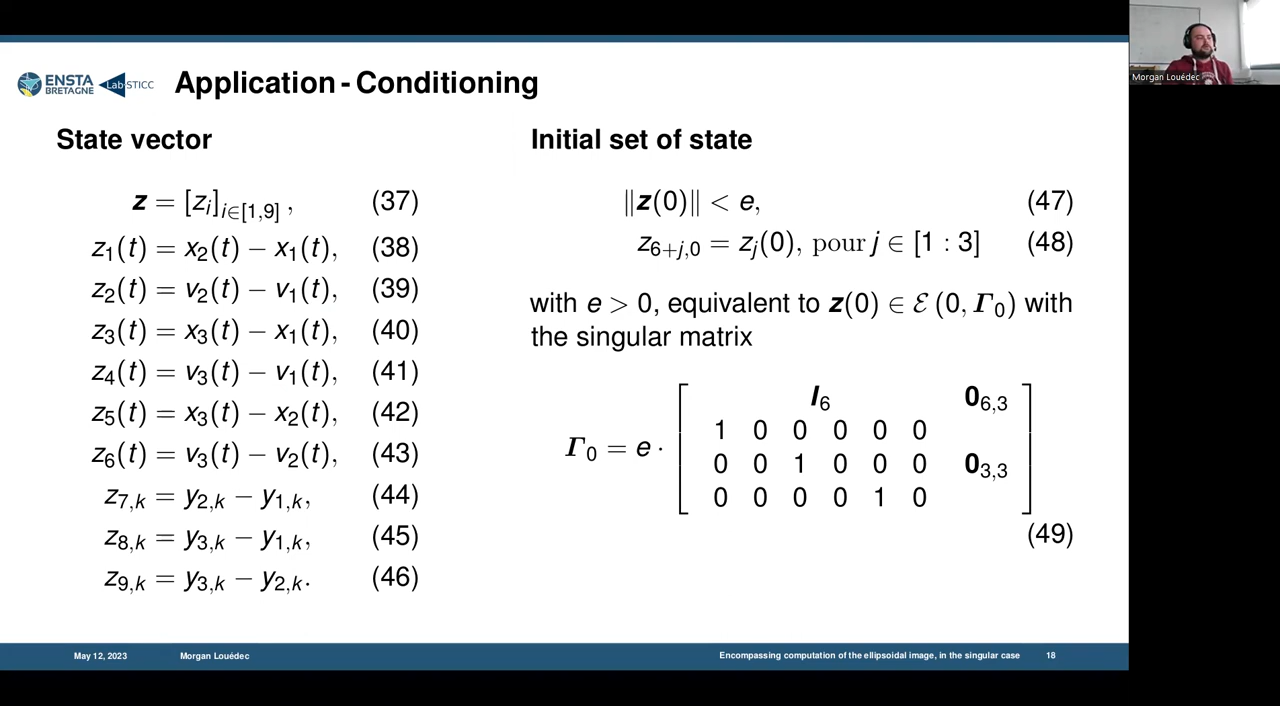 Morgan Louédec
ENSTA BRETAGNE
Lab-STICC
Application - Conditioning
State vector
z = [z_i]_{i∈[1,9]}, (37)
z_1(t) = x_2(t) − x_1(t), (38)
z_2(t) = v_2(t) − v_1(t), (39)
z_3(t) = x_3(t) − x_1(t), (40)
z_4(t) = v_3(t) − v_1(t), (41)
z_5(t) = x_3(t) − x_2(t), (42)
z_6(t) = v_3(t) − v_2(t), (43)
z_{7,k} = y_{2,k} − y_{1,k}, (44)
z_{8,k} = y_{3,k} − y_{1,k}, (45)
z_{9,k} = y_{3,k} − y_{2,k}. (46)
Initial set of state
‖z(0)‖ < e, (47)
z_{6+j,0} = z_j(0), pour j ∈ [1 : 3] (48)
with e > 0, equivalent to z(0) ∈ ℰ (0, Γ_0) with
the singular matrix
I_6 0_{6,3}
1 0 0 0 0 0
Γ_0 = e · [ 0 0 1 0 0 0 0_{3,3} ]
0 0 0 0 1 0
(49)
May 12, 2023 Morgan Louédec Encompassing computation of the ellipsoidal image, in the singular case 18